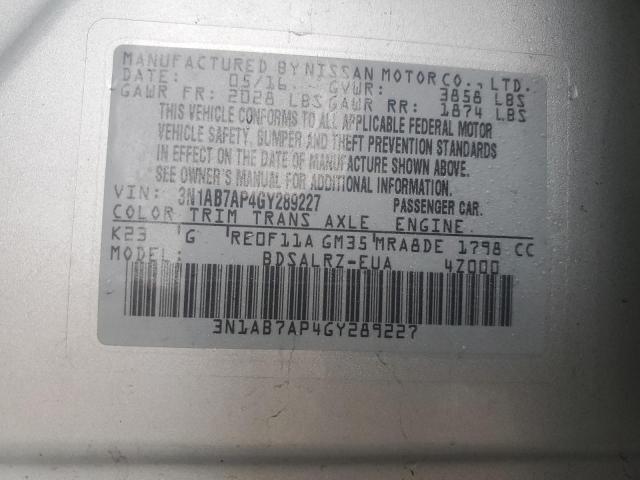 MANUFACTURED BY NISSAN MOTOR CO., LTD.
DATE: 05/16 GVWR: 3858 LBS
GAWR FR: 2028 LBS GAWR RR: 1874 LBS
THIS VEHICLE CONFORMS TO ALL APPLICABLE FEDERAL MOTOR
VEHICLE SAFETY, BUMPER AND THEFT PREVENTION STANDARDS
IN EFFECT ON THE DATE OF MANUFACTURE SHOWN ABOVE.
SEE OWNER'S MANUAL FOR ADDITIONAL INFORMATION.
VIN: 3N1AB7AP4GY289227 PASSENGER CAR.
COLOR TRIM TRANS AXLE ENGINE
K23 G RE0F11A GM35 MRA8DE 1798 CC
MODEL: BDSALRZ-EUA 4Z000
3N1AB7AP4GY289227